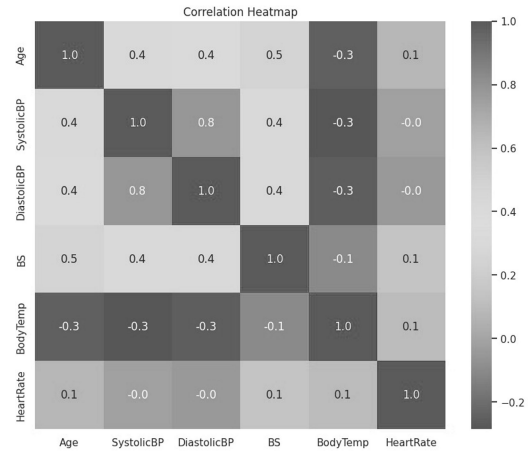 Correlation Heatmap
Age 1.0 0.4 0.4 0.5 -0.3 0.1
SystolicBP 0.4 1.0 0.8 0.4 -0.3 -0.0
DiastolicBP 0.4 0.8 1.0 0.4 -0.3 -0.0
BS 0.5 0.4 0.4 1.0 -0.1 0.1
BodyTemp -0.3 -0.3 -0.3 -0.1 1.0 0.1
HeartRate 0.1 -0.0 -0.0 0.1 0.1 1.0
Age SystolicBP DiastolicBP BS BodyTemp HeartRate
1.0
0.8
0.6
0.4
0.2
0.0
−0.2